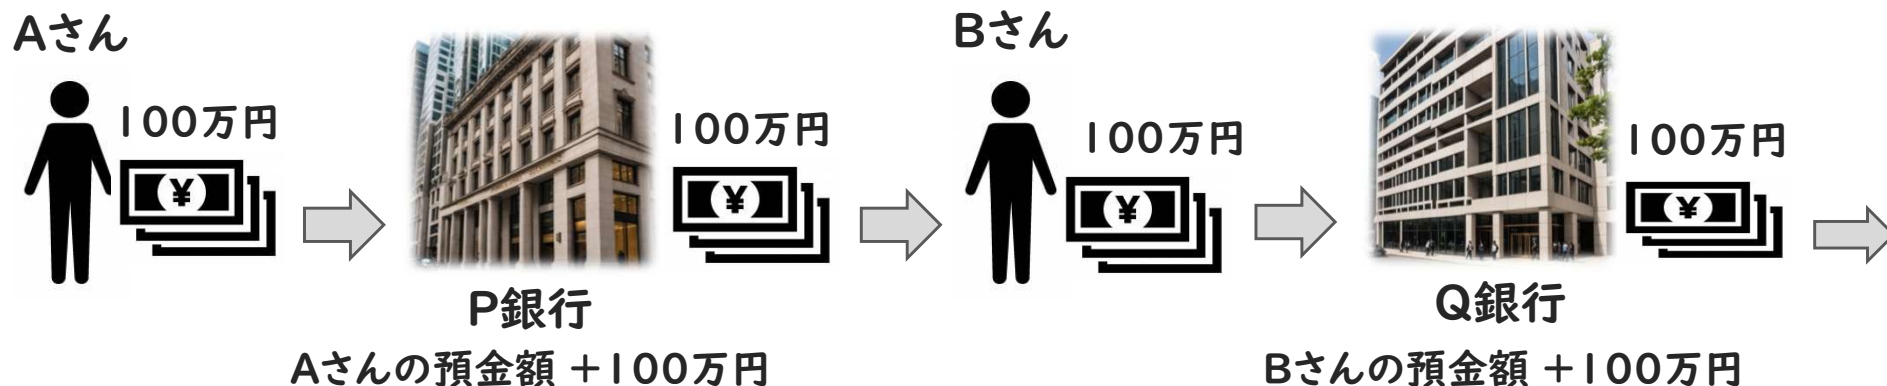 Aさん
100万円
100万円
P銀行
Aさんの預金額 +100万円
Bさん
100万円
100万円
Q銀行
Bさんの預金額 +100万円
¥
¥
¥
¥